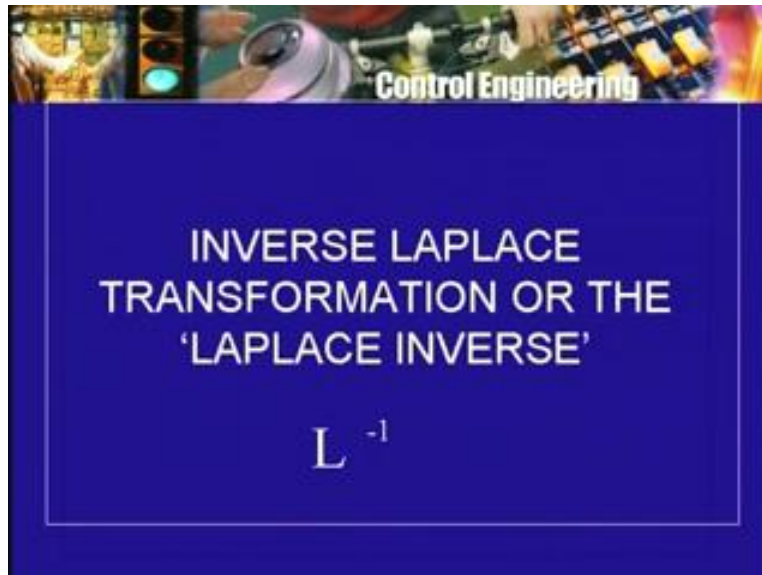 Control Engineering
INVERSE LAPLACE
TRANSFORMATION OR THE
‘LAPLACE INVERSE’
L ⁻¹